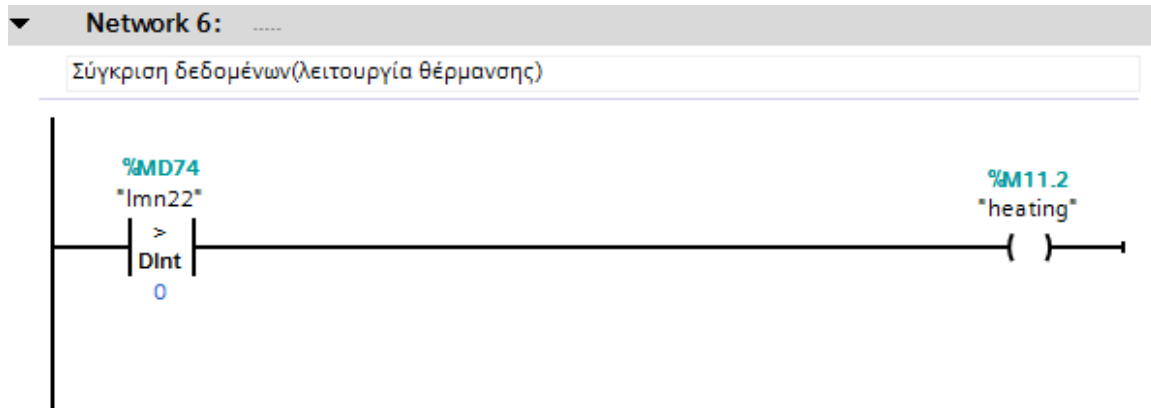 Network 6: .....
Σύγκριση δεδομένων(λειτουργία θέρμανσης)
%MD74
"lmn22"
>
DInt
0
%M11.2
"heating"